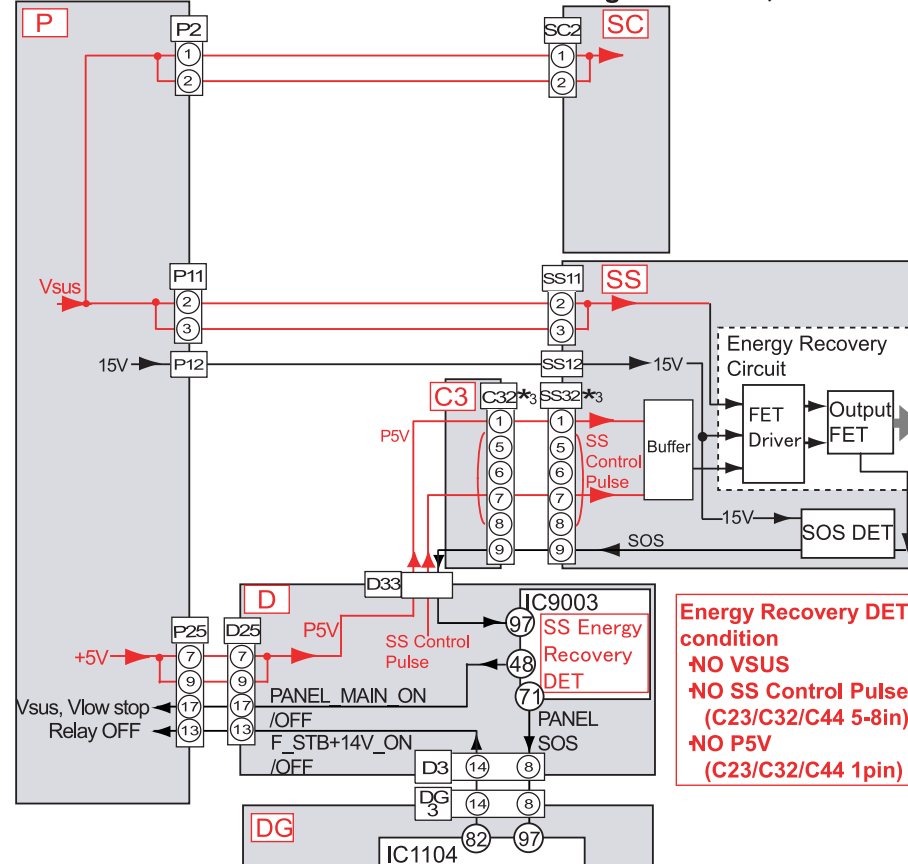 P
P2
SC2
SC
1
1
2
2
P11
SS11
SS
Vsus
2
2
3
3
15V
P12
SS12
15V
Energy Recovery
Circuit
C3
C32*3
SS32*3
FET
Driver
Output
FET
P5V
1
1
SS
Control
Pulse
Buffer
5
5
6
6
7
7
8
8
9
9
SOS
15V
SOS DET
D33
D
IC9003
97
SS Energy
Recovery
DET
P25
D25
P5V
SS Control
Pulse
+5V
7
7
48
9
9
71
Vsus, Vlow stop
17
17
PANEL_MAIN_ON
/OFF
PANEL
SOS
Relay OFF
13
13
F_STB+14V_ON
/OFF
D3
14
8
DG
3
14
8
DG
82
97
IC1104
Energy Recovery DET
condition
·NO VSUS
·NO SS Control Pulse
(C23/C32/C44 5-8in)
·NO P5V
(C23/C32/C44 1pin)